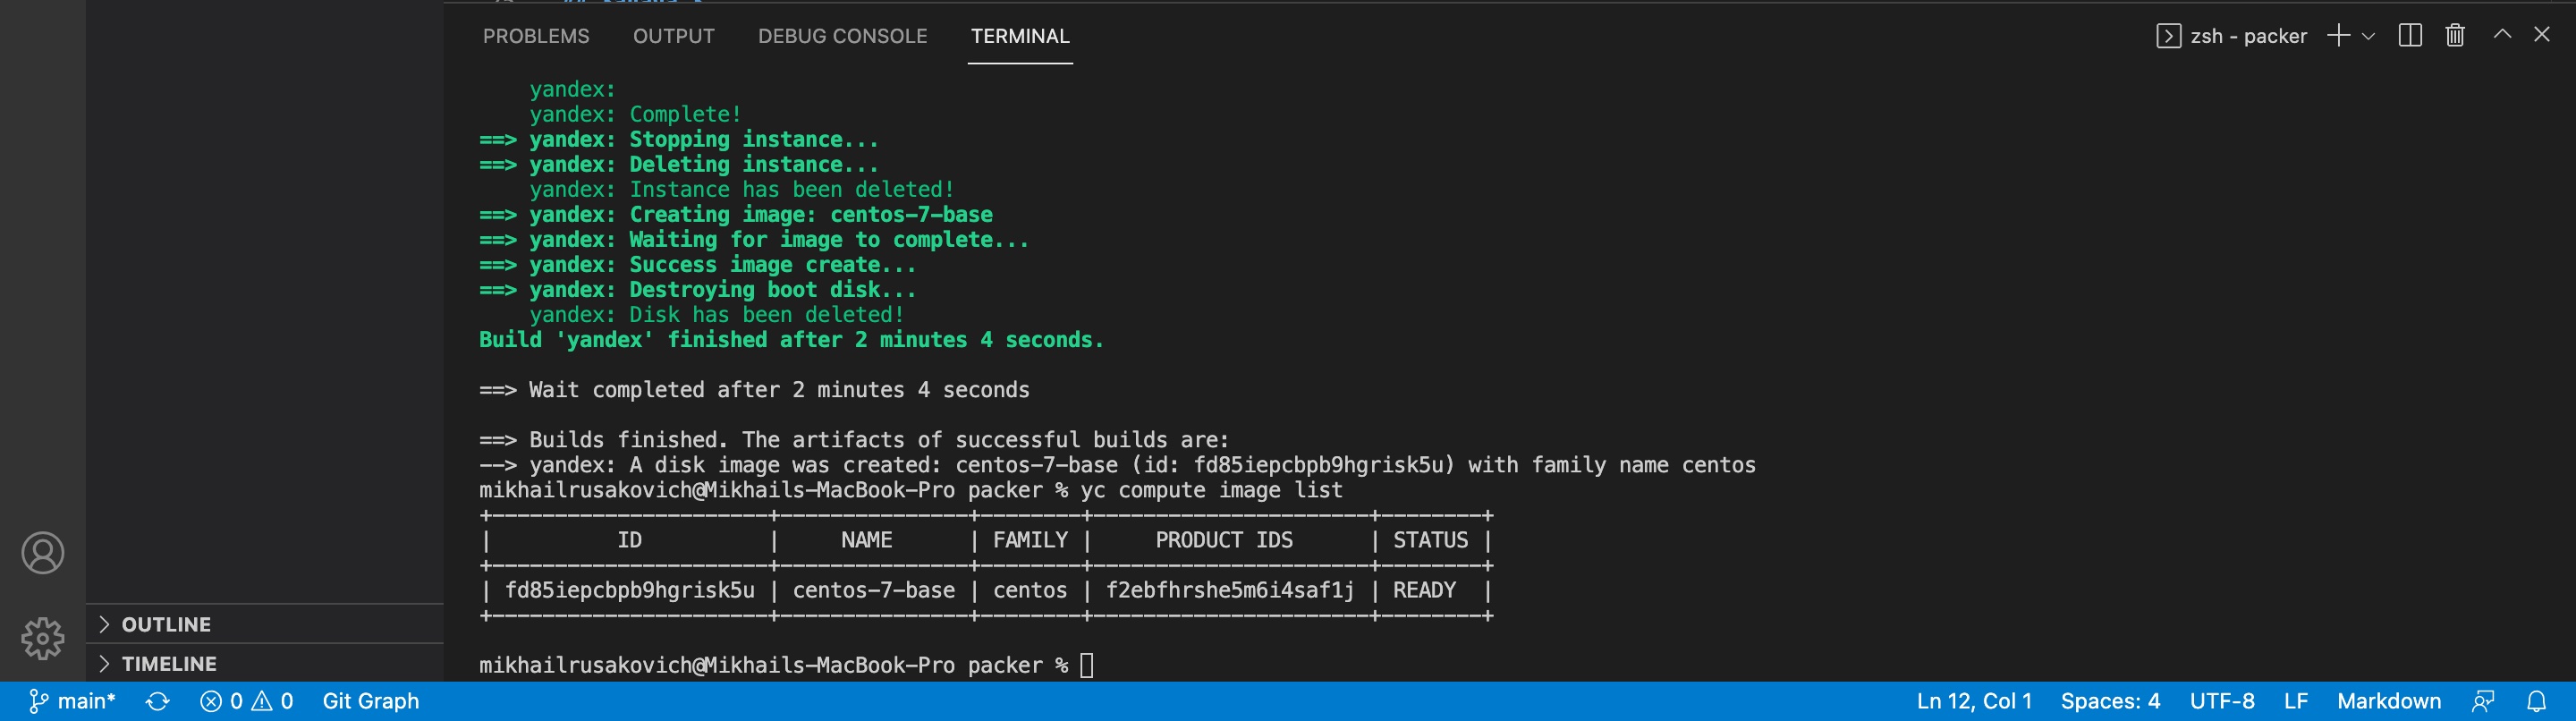 PROBLEMS OUTPUT DEBUG CONSOLE TERMINAL zsh - packer
yandex:
yandex: Complete!
==> yandex: Stopping instance...
==> yandex: Deleting instance...
yandex: Instance has been deleted!
==> yandex: Creating image: centos-7-base
==> yandex: Waiting for image to complete...
==> yandex: Success image create...
==> yandex: Destroying boot disk...
yandex: Disk has been deleted!
Build 'yandex' finished after 2 minutes 4 seconds.
==> Wait completed after 2 minutes 4 seconds
==> Builds finished. The artifacts of successful builds are:
--> yandex: A disk image was created: centos-7-base (id: fd85iepcbpb9hgrisk5u) with family name centos
mikhailrusakovich@Mikhails-MacBook-Pro packer % yc compute image list
+----------------------+---------------+--------+----------------------+--------+
| ID | NAME | FAMILY | PRODUCT IDS | STATUS |
+----------------------+---------------+--------+----------------------+--------+
| fd85iepcbpb9hgrisk5u | centos-7-base | centos | f2ebfhrshe5m6i4saf1j | READY |
+----------------------+---------------+--------+----------------------+--------+
mikhailrusakovich@Mikhails-MacBook-Pro packer %
OUTLINE
TIMELINE
main* 0 0 Git Graph Ln 12, Col 1 Spaces: 4 UTF-8 LF Markdown